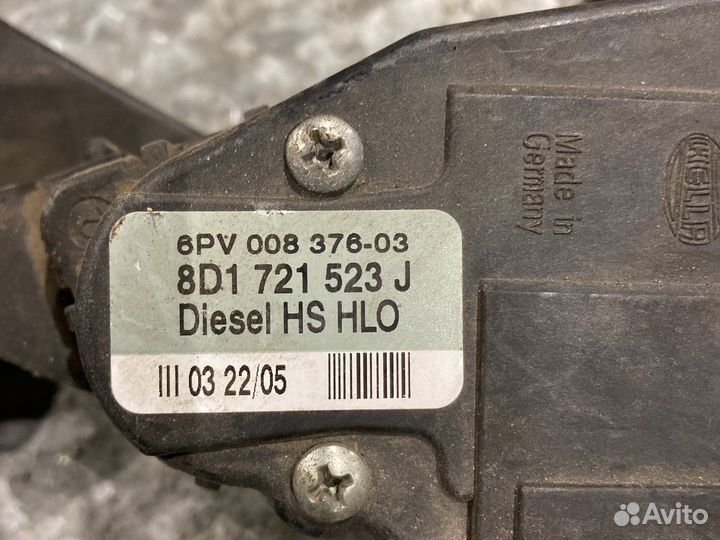 6PV 008 376-03
8D1 721 523 J
Diesel HS HLO
III 03 22/05
Made in
Germany
HELLA
Avito